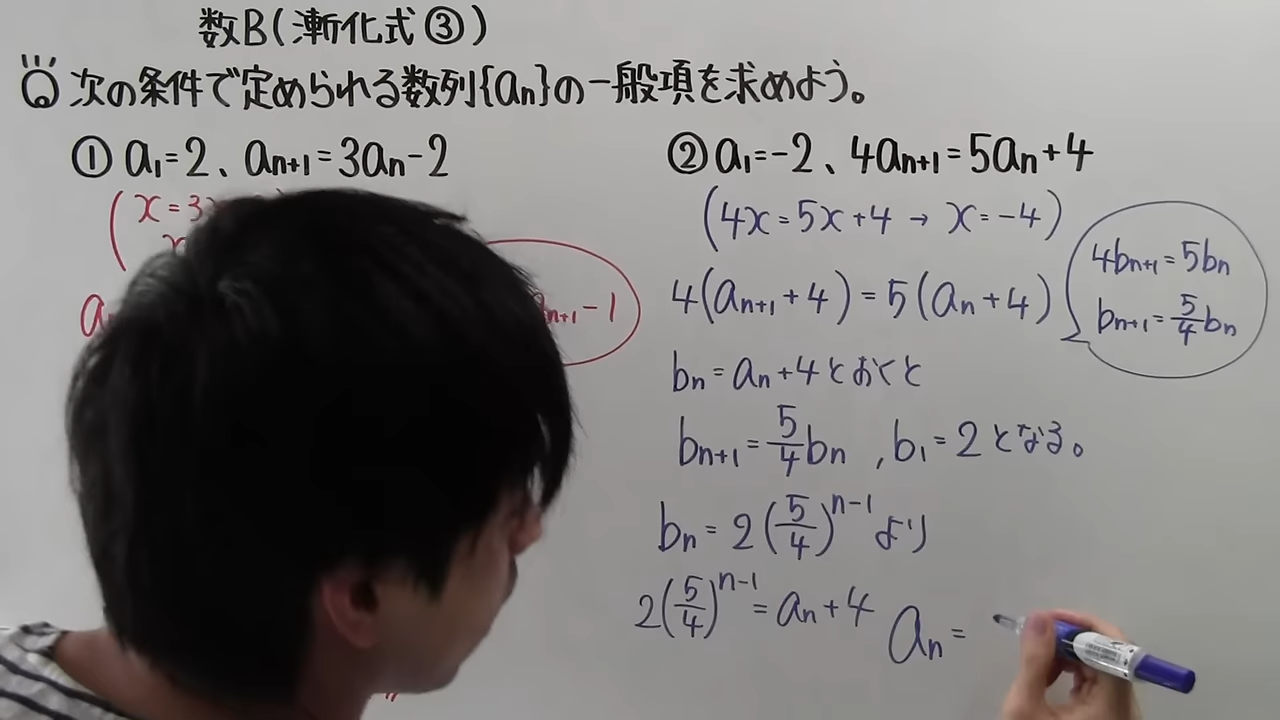 数B(漸化式③)
Q 次の条件で定められる数列{an}の一般項を求めよう。
① a1=2、an+1=3an-2
(x=3
a
n+1-1
② a1=-2、4an+1=5an+4
(4x=5x+4→x=-4)
4(an+1+4)=5(an+4)
4bn+1=5bn
bn+1=5/4bn
bn=an+4とおくと
bn+1=5/4bn,b1=2となる。
bn=2(5/4)^n-1より
2(5/4)^n-1=an+4 an=